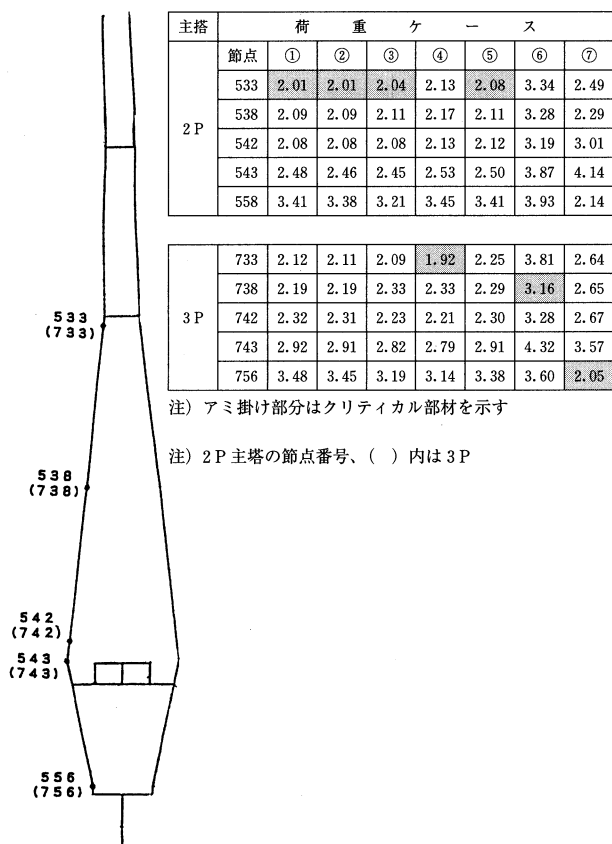 主塔 荷重ケース
2P 節点 ① ② ③ ④ ⑤ ⑥ ⑦
533 2.01 2.01 2.04 2.13 2.08 3.34 2.49
538 2.09 2.09 2.11 2.17 2.11 3.28 2.29
542 2.08 2.08 2.08 2.13 2.12 3.19 3.01
543 2.48 2.46 2.45 2.53 2.50 3.87 4.14
558 3.41 3.38 3.21 3.45 3.41 3.93 2.14
3P 733 2.12 2.11 2.09 1.92 2.25 3.81 2.64
738 2.19 2.19 2.33 2.33 2.29 3.16 2.65
742 2.32 2.31 2.23 2.21 2.30 3.28 2.67
743 2.92 2.91 2.82 2.79 2.91 4.32 3.57
756 3.48 3.45 3.19 3.14 3.38 3.60 2.05
注）アミ掛け部分はクリティカル部材を示す
注）2P主塔の節点番号、（ ）内は3P
533
(733)
538
(738)
542
(742)
543
(743)
556
(756)